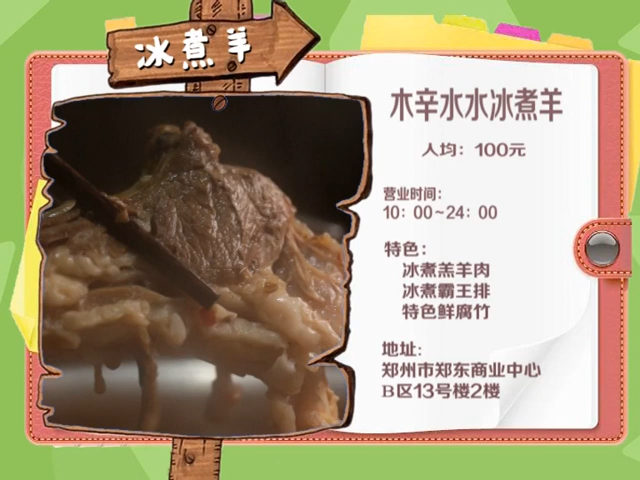 冰煮羊
木辛水水冰煮羊
人均：100元
营业时间：
10：00~24：00
特色：
冰煮羔羊肉
冰煮霸王排
特色鲜腐竹
地址：
郑州市郑东商业中心
B区13号楼2楼